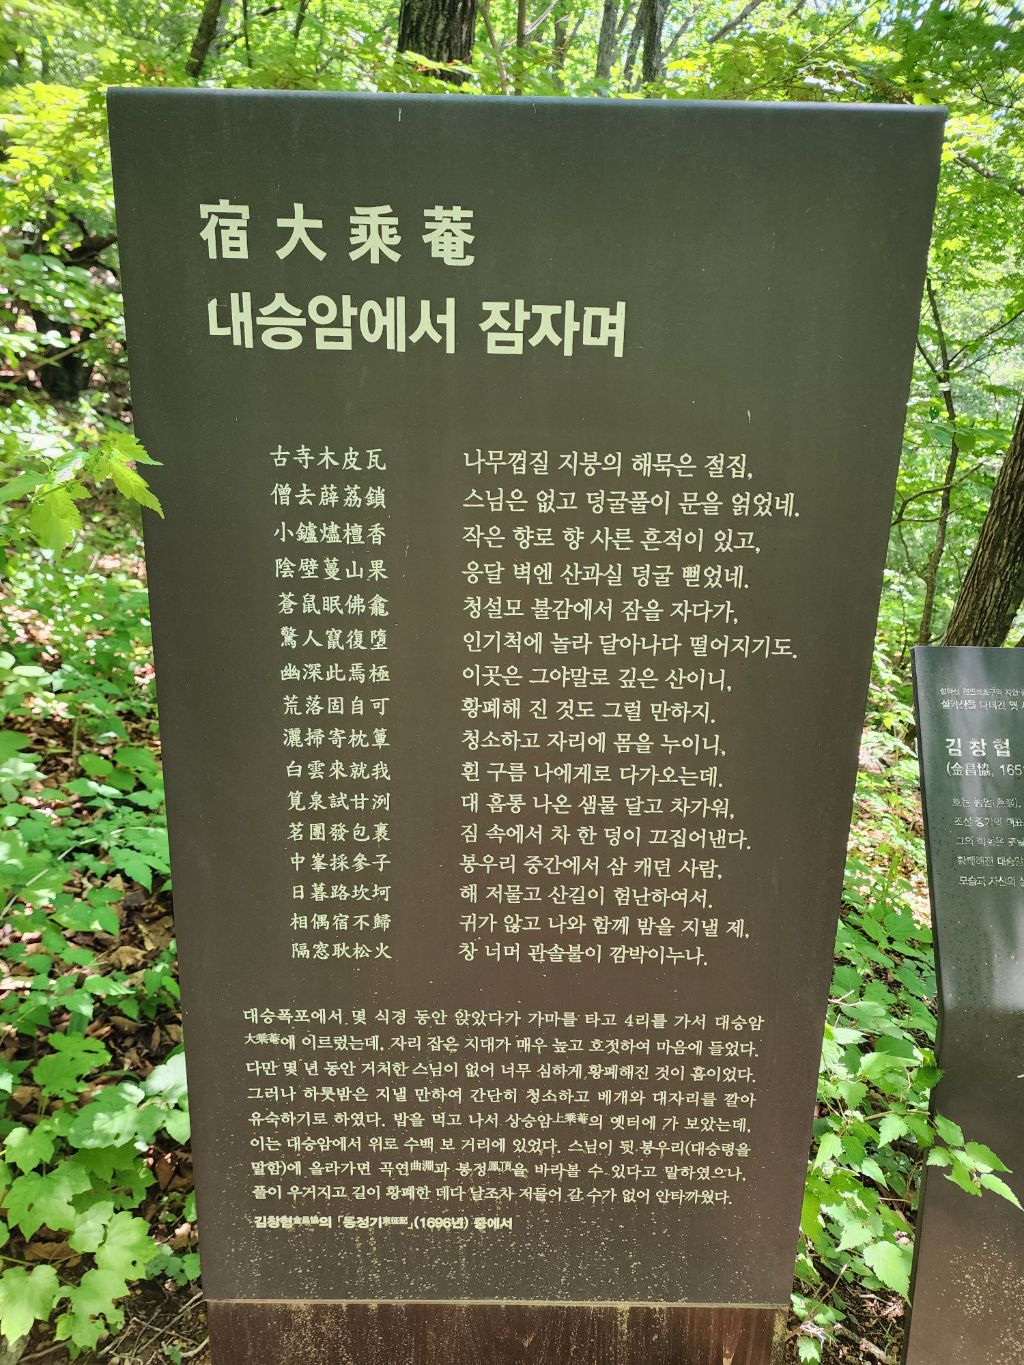 宿大乘菴
대승암에서 잠자며
古寺木皮瓦 나무껍질 지붕의 해묵은 절집,
僧去薜荔鎖 스님은 없고 덩굴풀이 문을 얽었네.
小鑪燼檀香 작은 향로 향 사른 흔적이 있고,
陰壁蔓山果 응달 벽엔 산과실 덩굴 뻗었네.
蒼鼠眠佛龕 청설모 불감에서 잠을 자다가,
驚人竄復墮 인기척에 놀라 달아나다 떨어지기도.
幽深此焉極 이곳은 그야말로 깊은 산이니,
荒落固自可 황폐해 진 것도 그럴 만하지.
灑掃寄枕簟 청소하고 자리에 몸을 누이니,
白雲來就我 흰 구름 나에게로 다가오는데.
筧泉試甘冽 대 홈통 나온 샘물 달고 차가워,
茗團發包裹 짐 속에서 차 한 덩이 끄집어낸다.
中峯採參子 봉우리 중간에서 삼 캐던 사람,
日暮路坎坷 해 저물고 산길이 험난하여서.
相偶宿不歸 귀가 않고 나와 함께 밤을 지낼 제,
隔窓耿松火 창 너머 관솔불이 깜박이누나.
대승폭포에서 몇 식경 동안 앉았다가 가마를 타고 4리를 가서 대승암
大乘菴에 이르렀는데, 자리 잡은 지대가 매우 높고 호젓하여 마음에 들었다.
다만 몇 년 동안 거처한 스님이 없어 너무 심하게 황폐해진 것이 흠이었다.
그러나 하룻밤은 지낼 만하여 간단히 청소하고 베개와 대자리를 깔아
유숙하기로 하였다. 밥을 먹고 나서 상승암上乘菴의 옛터에 가 보았는데,
이는 대승암에서 위로 수백 보 거리에 있었다. 스님이 뒷 봉우리(대승령을
말함)에 올라가면 곡연曲淵과 봉정鳳頂을 바라볼 수 있다고 말하였으나,
풀이 우거지고 길이 황폐한 데다 날조차 저물어 갈 수가 없어 안타까웠다.
김창협金昌協의 「동정기東征記」(1696년) 중에서
김창협
(金昌協, 165